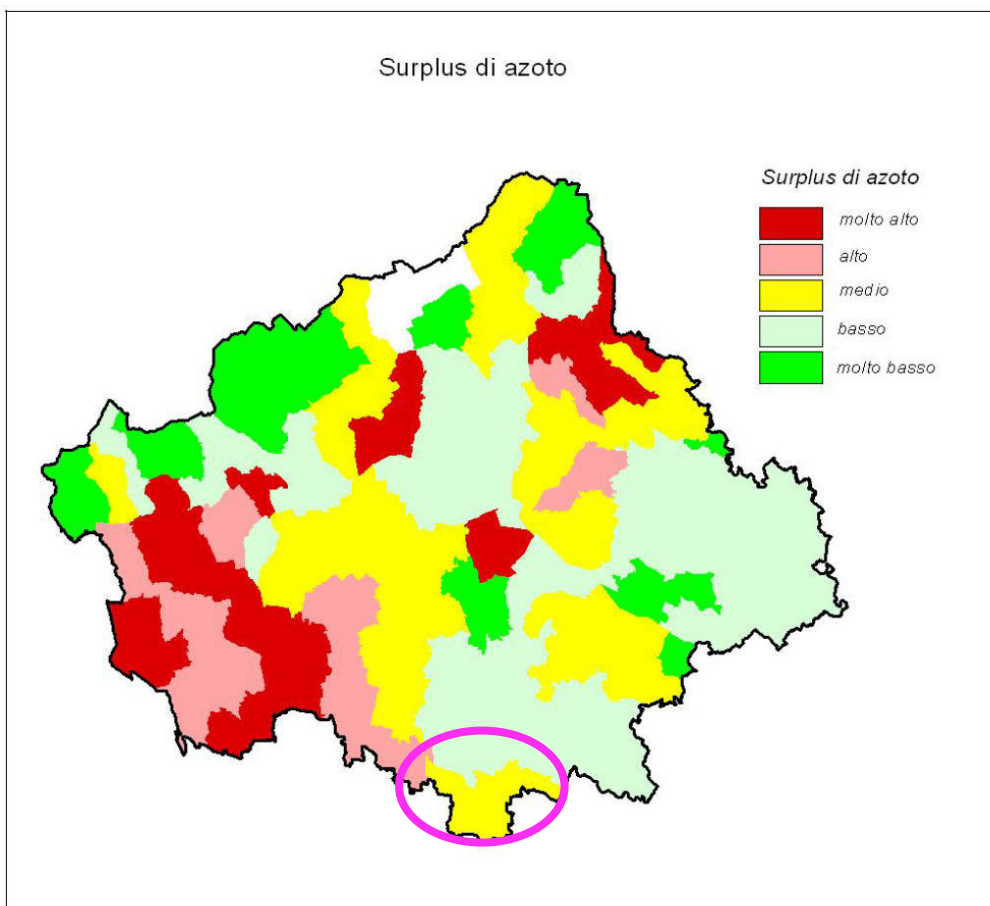 Surplus di azoto
Surplus di azoto
molto alto
alto
medio
basso
molto basso